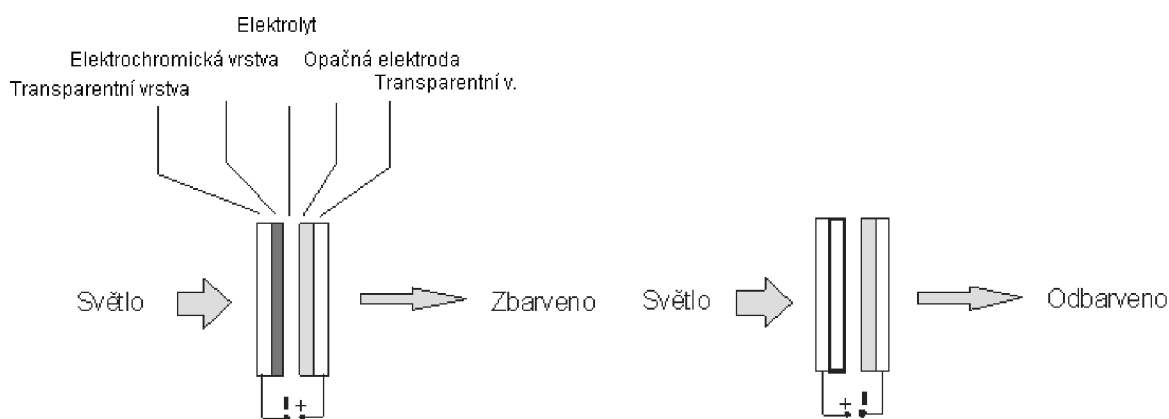 Elektrolyt
Elektrochromická vrstva Opačná elektroda
Transparentní vrstva Transparentní v.
Světlo Zbarveno Světlo Odbarveno
+ +